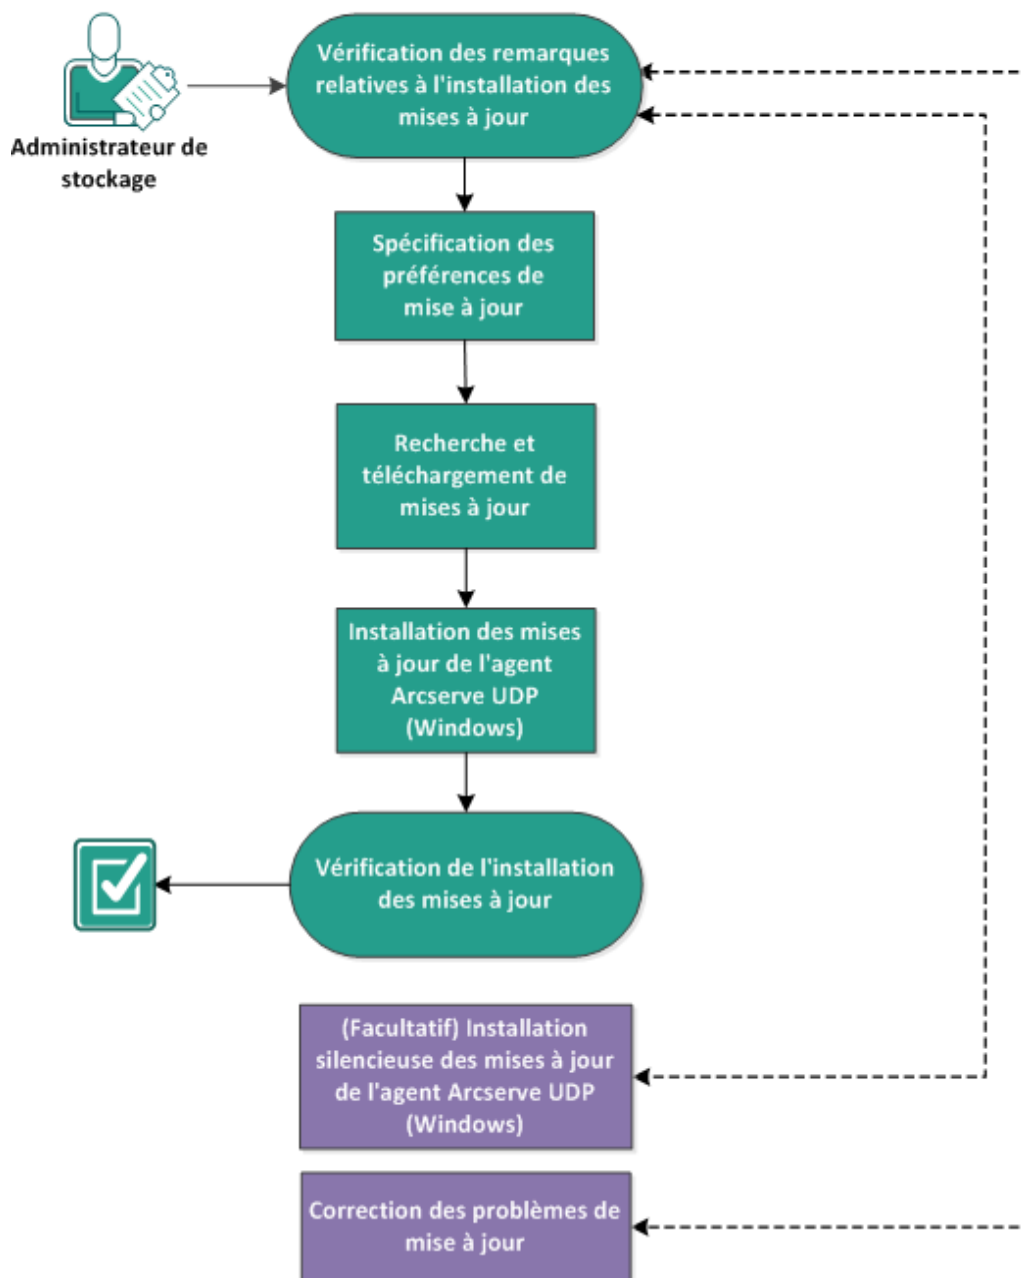 Vérification des remarques
relatives à l'installation des
mises à jour
Administrateur de
stockage
Spécification des
préférences de
mise à jour
Recherche et
téléchargement de
mises à jour
Installation des mises
à jour de l'agent
Arcserve UDP
(Windows)
Vérification de l'installation
des mises à jour
(Facultatif) Installation
silencieuse des mises à jour
de l'agent Arcserve UDP
(Windows)
Correction des problèmes de
mise à jour